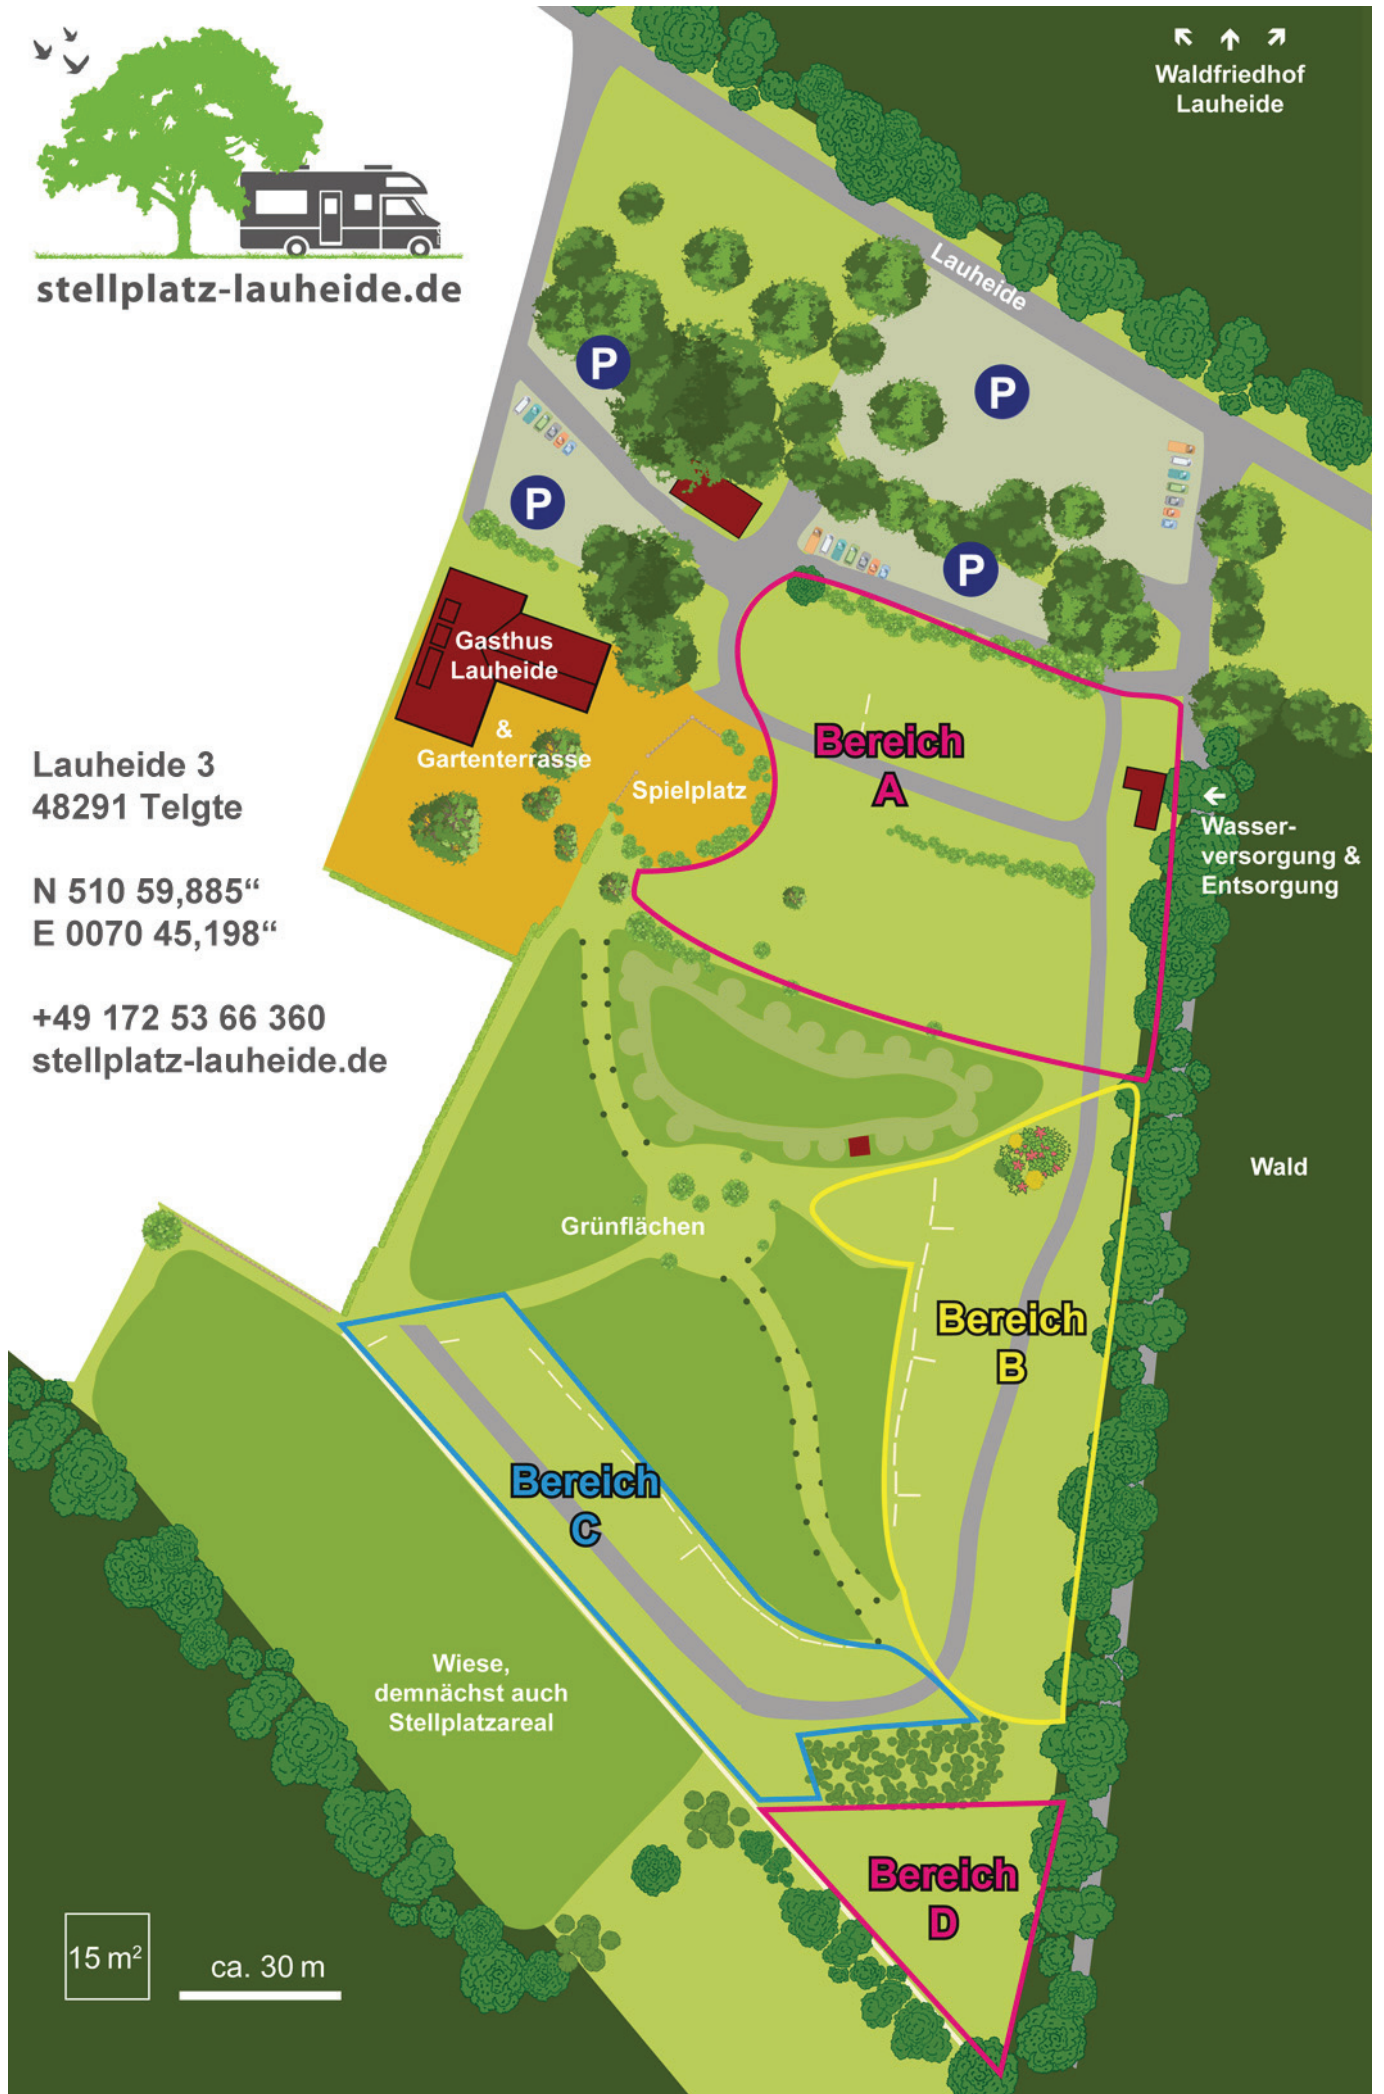 stellplatz-lauheide.de
Waldfriedhof
Lauheide
Lauheide
P
P
P
P
Gasthus
Lauheide
&
Gartenterrasse
Spielplatz
Bereich
A
Wasser-
versorgung &
Entsorgung
Lauheide 3
48291 Telgte
N 510 59,885“
E 0070 45,198“
+49 172 53 66 360
stellplatz-lauheide.de
Wald
Grünflächen
Bereich
B
Bereich
C
Wiese,
demnächst auch
Stellplatzareal
Bereich
D
15 m²
ca. 30 m